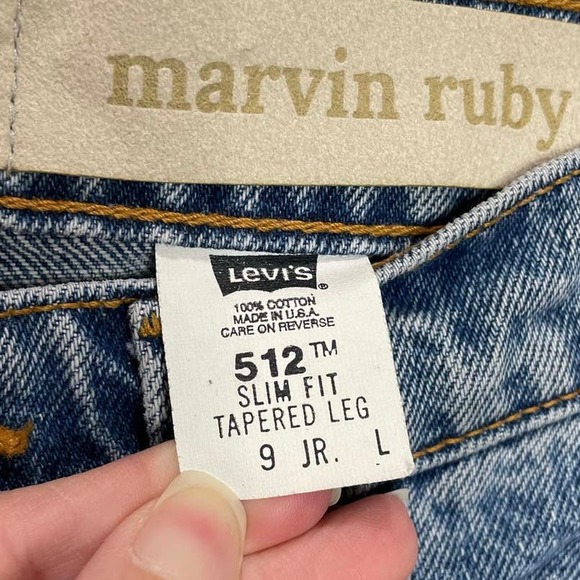 marvin ruby
Levi's ®
100% COTTON
MADE IN U.S.A.
CARE ON REVERSE
512™
SLIM FIT
TAPERED LEG
9 JR. L